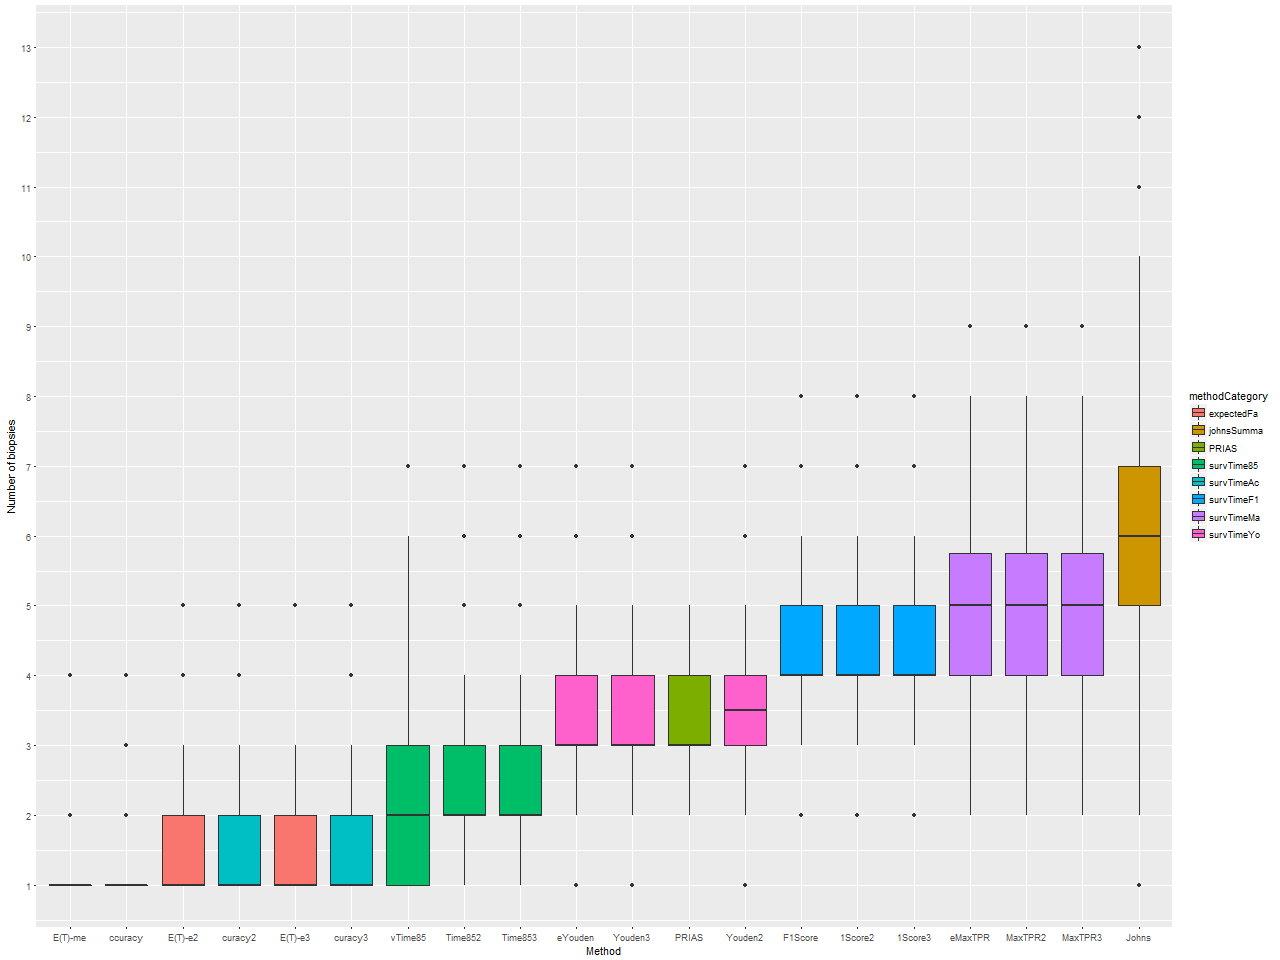 13
12
11
10
9
8
7
6
5
4
3
2
1
Number of biopsies
E(T)-me ccuracy E(T)-e2 curacy2 E(T)-e3 curacy3 vTime85 Time852 Time853 eYouden Youden3 PRIAS Youden2 F1Score 1Score2 1Score3 eMaxTPR MaxTPR2 MaxTPR3 Johns
Method
methodCategory
expectedFa
johnsSumma
PRIAS
survTime85
survTimeAc
survTimeF1
survTimeMa
survTimeYo